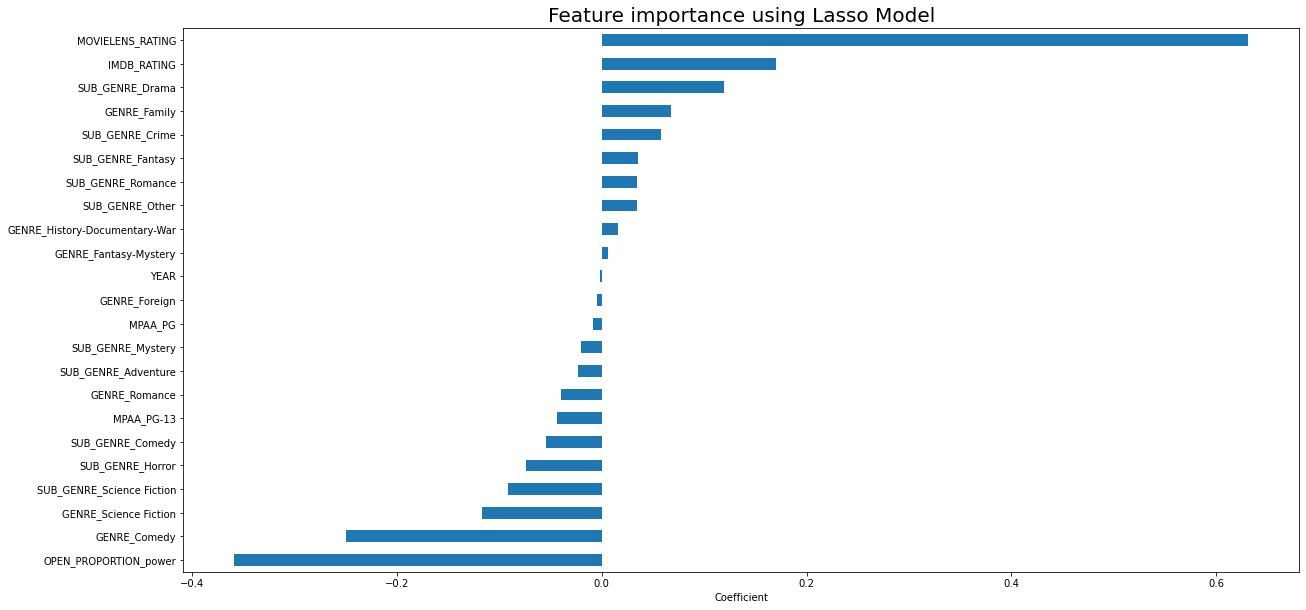 Feature importance using Lasso Model
MOVIELENS_RATING
IMDB_RATING
SUB_GENRE_Drama
GENRE_Family
SUB_GENRE_Crime
SUB_GENRE_Fantasy
SUB_GENRE_Romance
SUB_GENRE_Other
GENRE_History-Documentary-War
GENRE_Fantasy-Mystery
YEAR
GENRE_Foreign
MPAA_PG
SUB_GENRE_Mystery
SUB_GENRE_Adventure
GENRE_Romance
MPAA_PG-13
SUB_GENRE_Comedy
SUB_GENRE_Horror
SUB_GENRE_Science Fiction
GENRE_Science Fiction
GENRE_Comedy
OPEN_PROPORTION_power
−0.4 −0.2 0.0 0.2 0.4 0.6
Coefficient